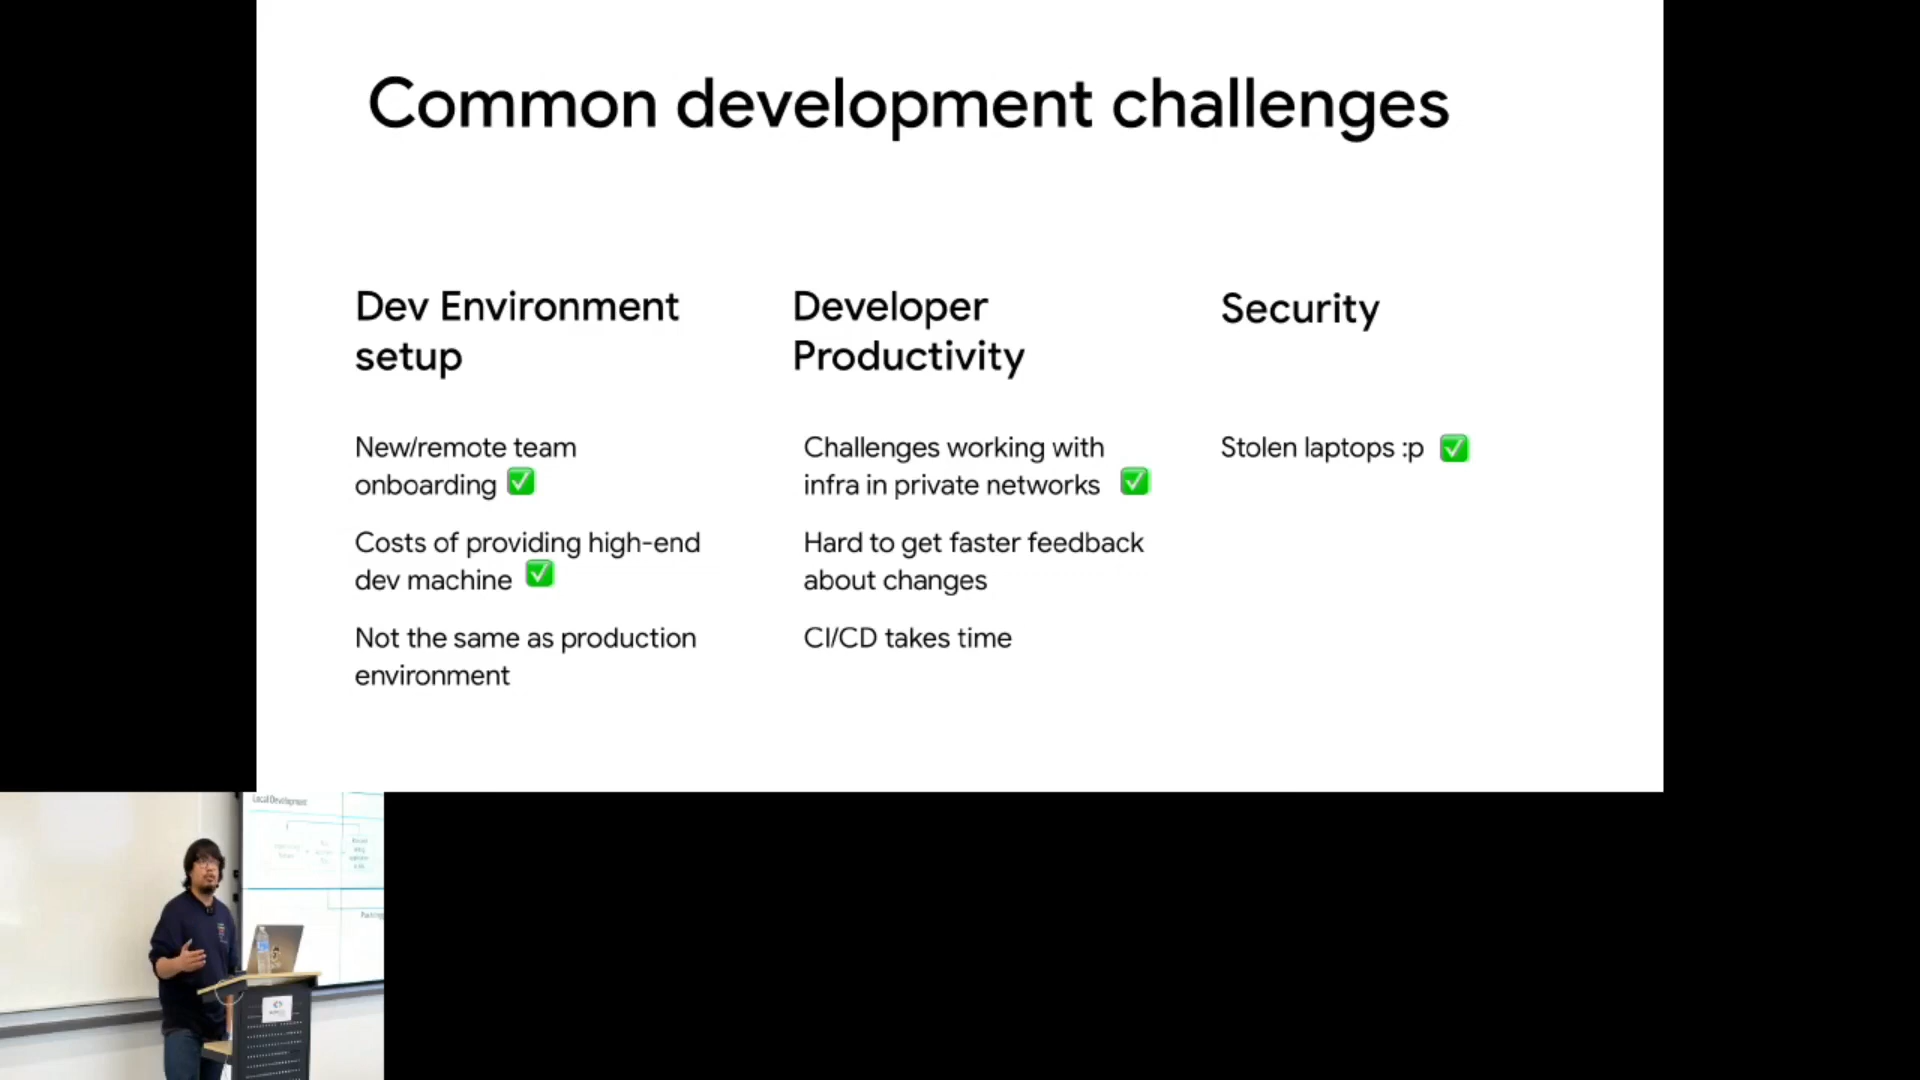 Common development challenges
Dev Environment
setup
New/remote team
onboarding ✅
Costs of providing high-end
dev machine ✅
Not the same as production
environment
Developer
Productivity
Challenges working with
infra in private networks ✅
Hard to get faster feedback
about changes
CI/CD takes time
Security
Stolen laptops :p ✅
Local Development